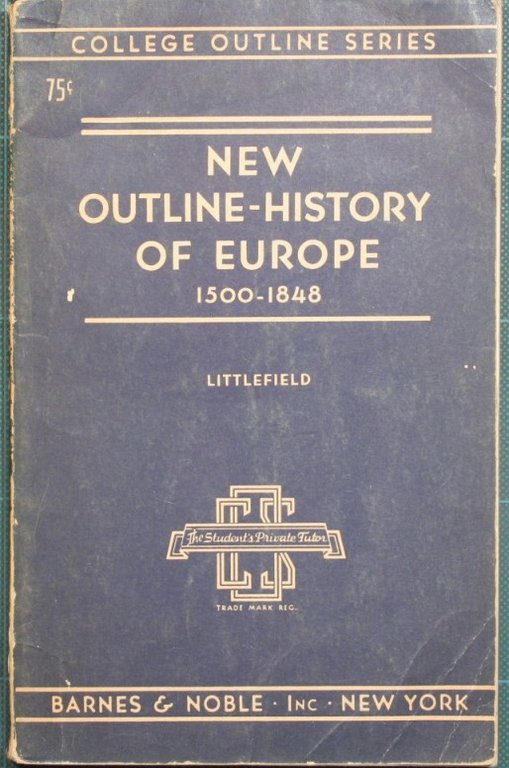 COLLEGE OUTLINE SERIES
75¢
NEW
OUTLINE-HISTORY
OF EUROPE
1500-1848
LITTLEFIELD
COS
The Student's Private Tutor
TRADE MARK REG.
BARNES & NOBLE · INC · NEW YORK